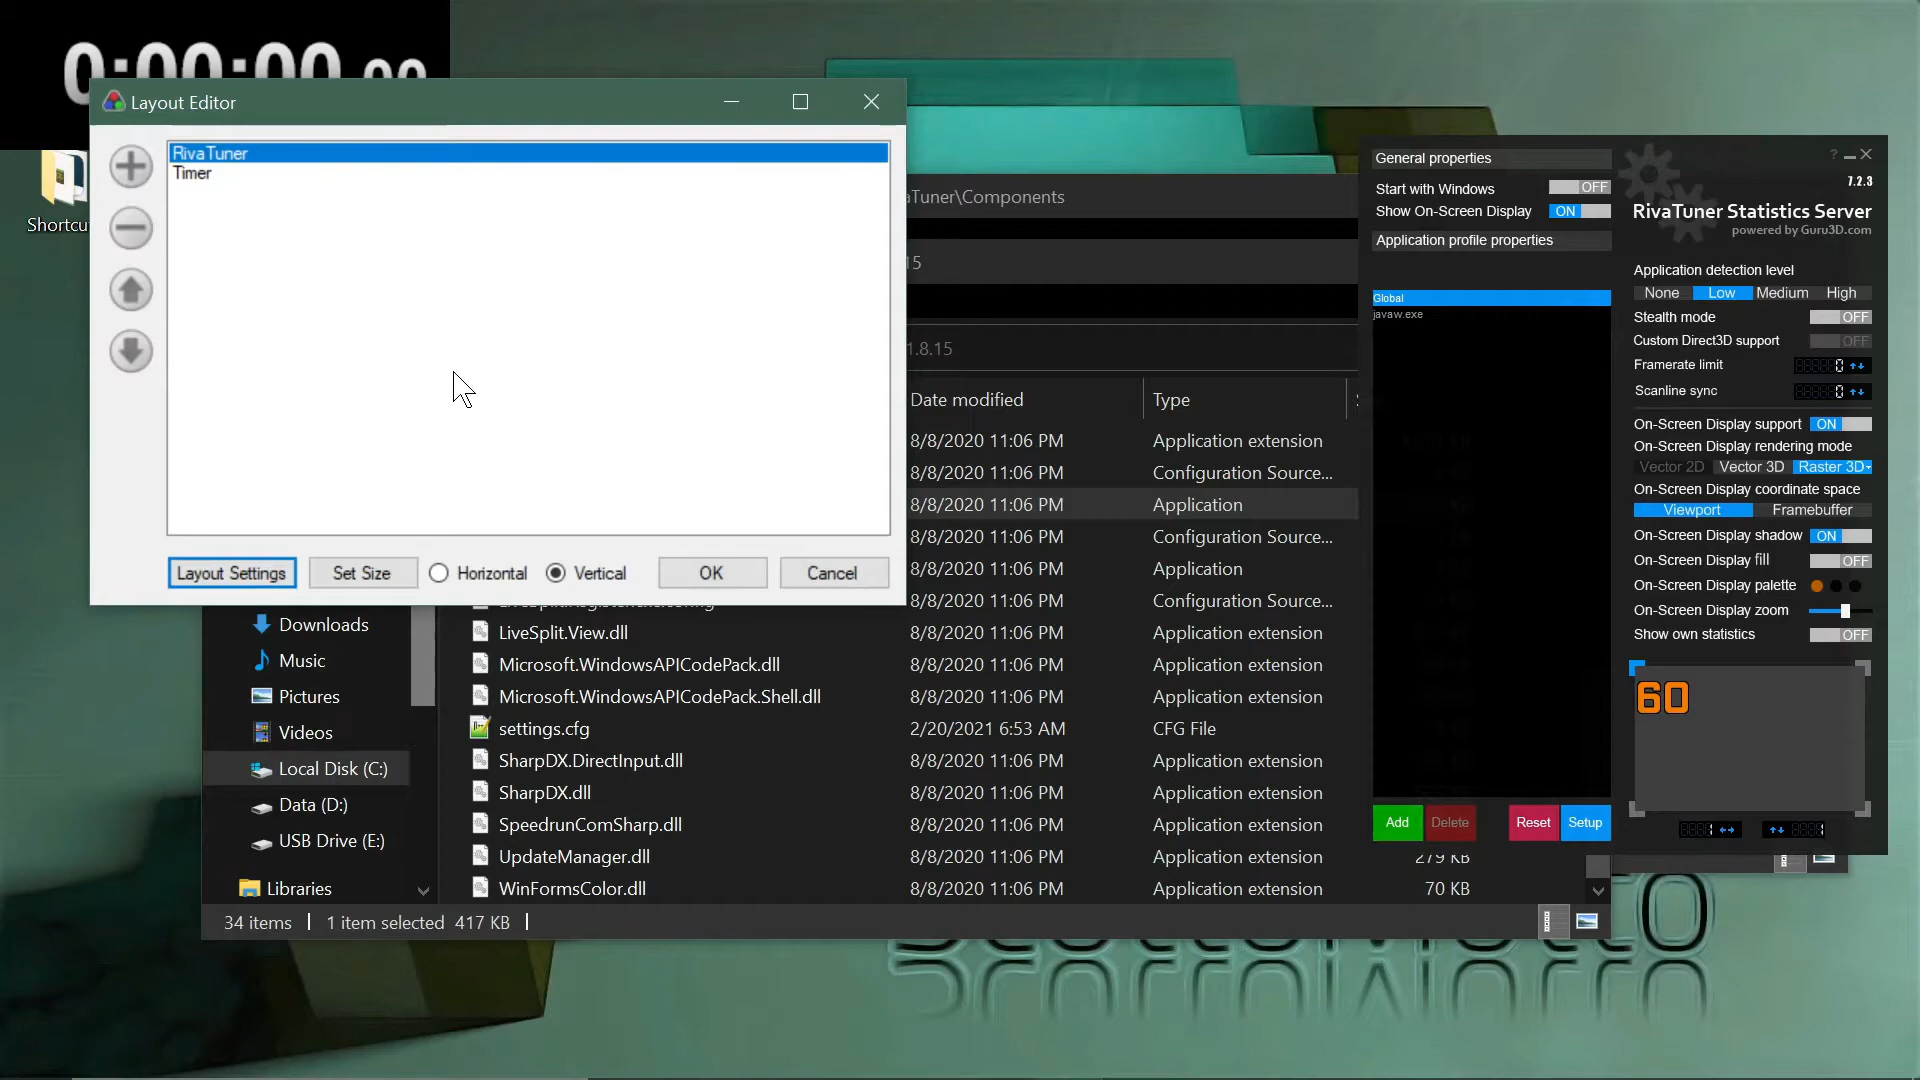 0:00:00.00
Layout Editor
RivaTuner
Timer
Layout Settings
Set Size
Horizontal
Vertical
OK
Cancel
aTuner\Components
15
1.8.15
Date modified
Type
8/8/2020 11:06 PM Application extension
8/8/2020 11:06 PM Configuration Source...
8/8/2020 11:06 PM Application
8/8/2020 11:06 PM Configuration Source...
8/8/2020 11:06 PM Application
8/8/2020 11:06 PM Configuration Source...
LiveSplit.View.dll 8/8/2020 11:06 PM Application extension
Microsoft.WindowsAPICodePack.dll 8/8/2020 11:06 PM Application extension
Microsoft.WindowsAPICodePack.Shell.dll 8/8/2020 11:06 PM Application extension
settings.cfg 2/20/2021 6:53 AM CFG File
SharpDX.DirectInput.dll 8/8/2020 11:06 PM Application extension
SharpDX.dll 8/8/2020 11:06 PM Application extension
SpeedrunComSharp.dll 8/8/2020 11:06 PM Application extension
UpdateManager.dll 8/8/2020 11:06 PM Application extension 279 KB
WinFormsColor.dll 8/8/2020 11:06 PM Application extension 70 KB
Downloads
Music
Pictures
Videos
Local Disk (C:)
Data (D:)
USB Drive (E:)
Libraries
34 items
1 item selected 417 KB
Shortcu
General properties
Start with Windows OFF
Show On-Screen Display ON
Application profile properties
Global
javaw.exe
Add
Delete
Reset
Setup
?
7.2.3
RivaTuner Statistics Server
powered by Guru3D.com
Application detection level
None Low Medium High
Stealth mode OFF
Custom Direct3D support OFF
Framerate limit 0
Scanline sync 0
On-Screen Display support ON
On-Screen Display rendering mode
Vector 2D Vector 3D Raster 3D
On-Screen Display coordinate space
Viewport Framebuffer
On-Screen Display shadow ON
On-Screen Display fill OFF
On-Screen Display palette
On-Screen Display zoom
Show own statistics OFF
60
1
1